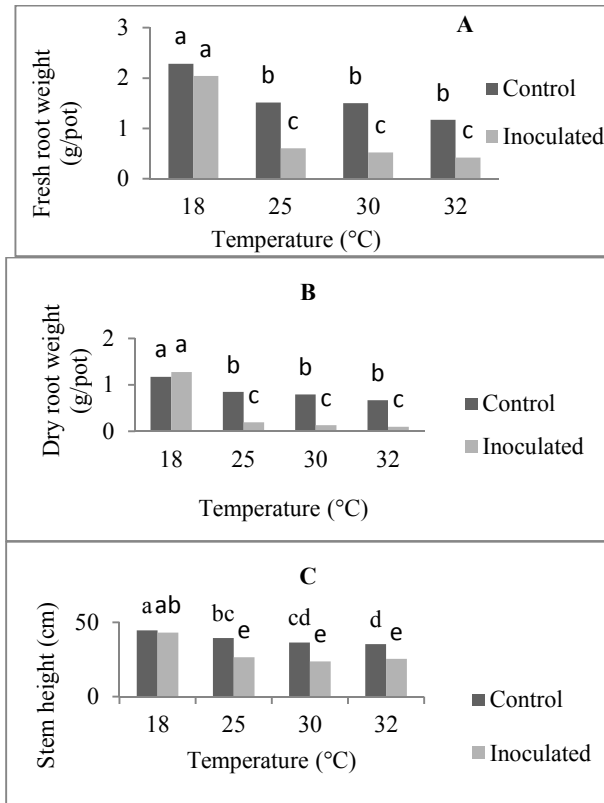 A
Fresh root weight
(g/pot)
3
2
1
0
a a
b c
b c
b c
Control
Inoculated
18 25 30 32
Temperature (°C)
B
Dry root weight
(g/pot)
2
1
0
a a
b c
b c
b c
Control
Inoculated
18 25 30 32
Temperature (°C)
C
Stem height (cm)
50
0
a ab
bc e
cd e
d e
Control
Inoculated
18 25 30 32
Temperature (°C)